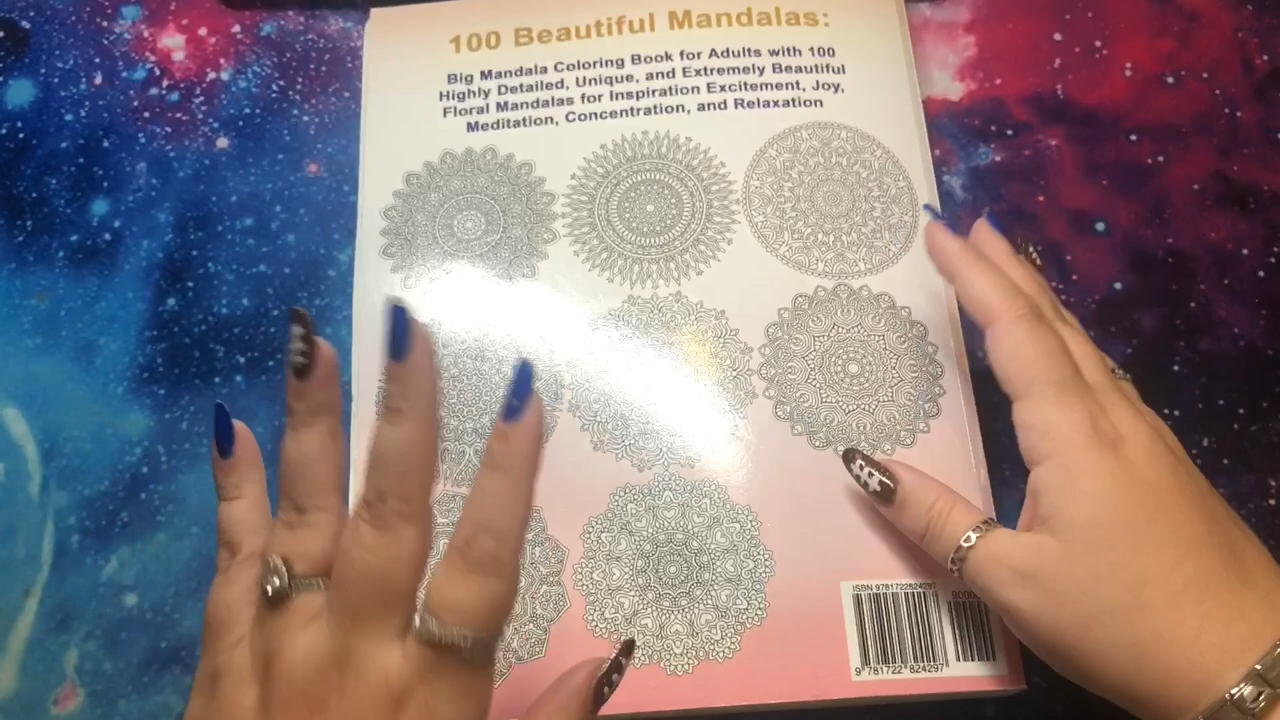 100 Beautiful Mandalas:
Big Mandala Coloring Book for Adults with 100
Highly Detailed, Unique, and Extremely Beautiful
Floral Mandalas for Inspiration Excitement, Joy,
Meditation, Concentration, and Relaxation
ISBN 9781722824297
9 781722 824297